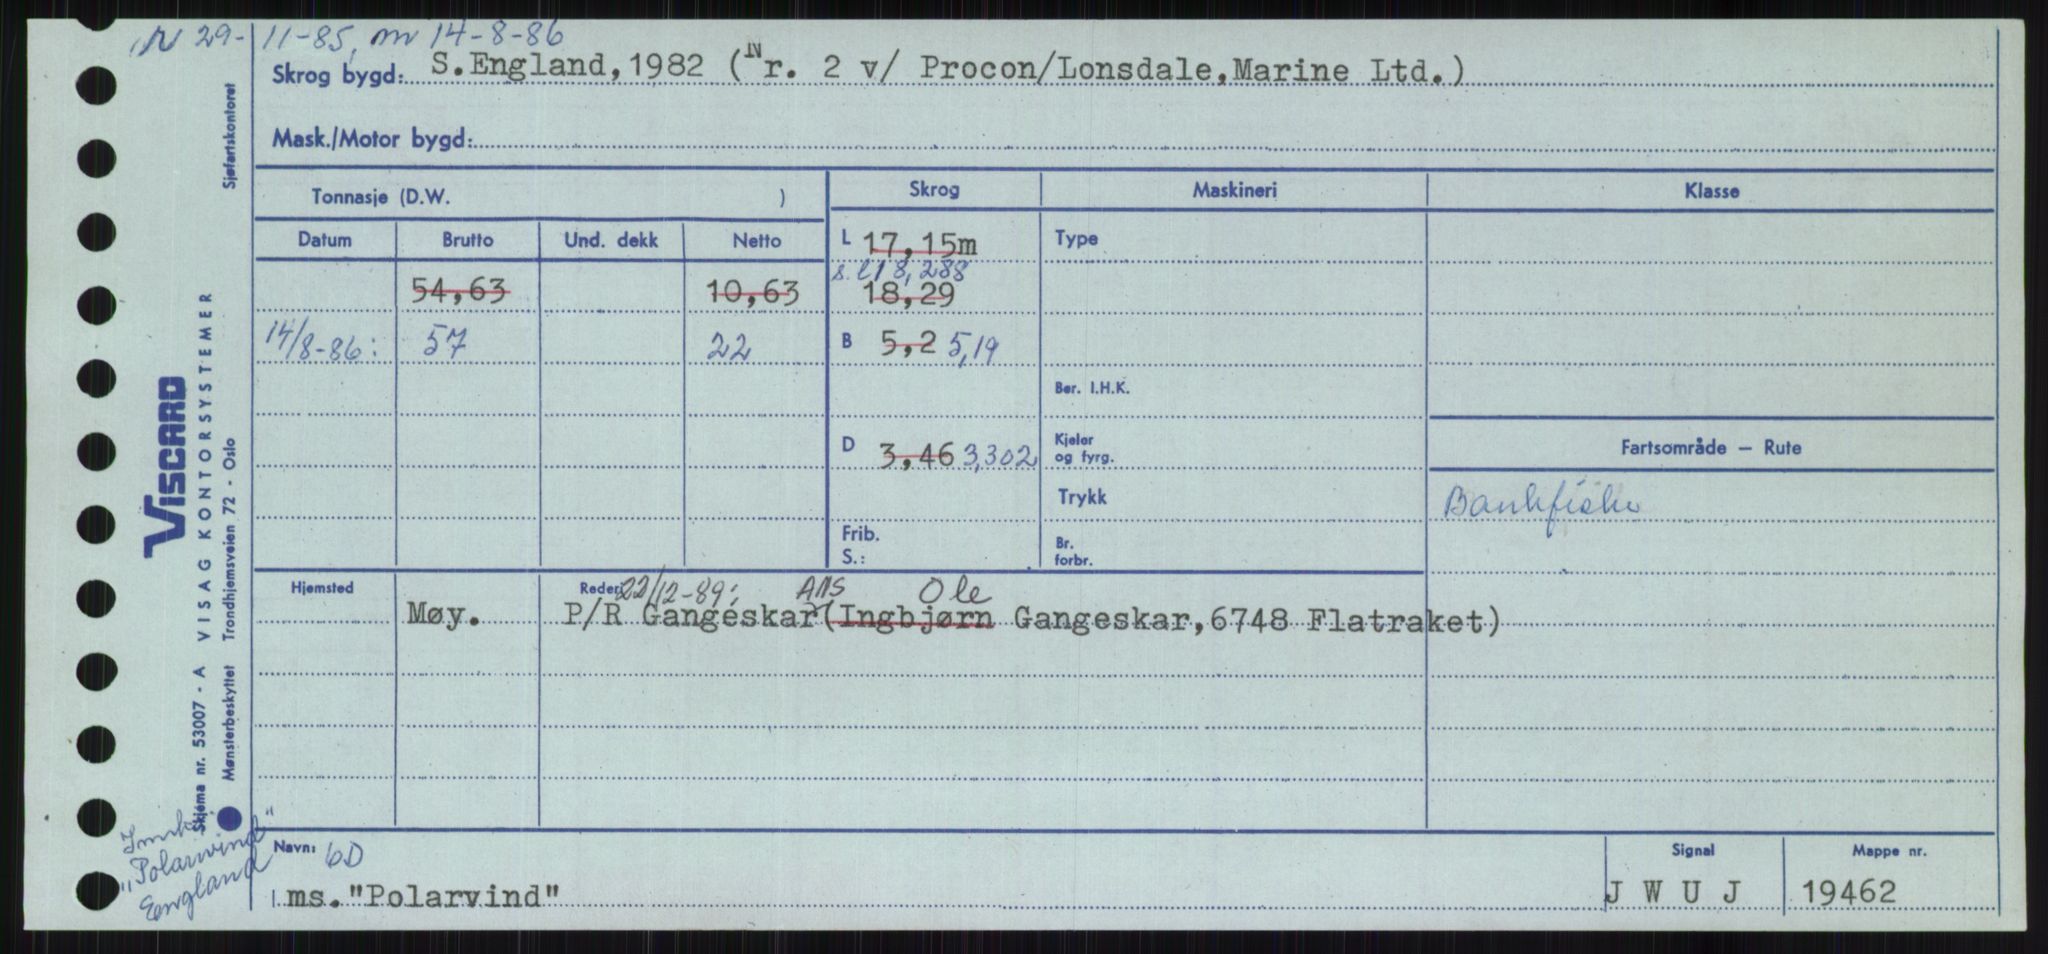 N 29-11-85, m 14-8-86
Skrog bygd: S.England,1982 (Nr. 2 v/ Procon/Lonsdale,Marine Ltd.)
Mask./Motor bygd:
Tonnasje (D.W. )
Skrog
Maskineri
Klasse
Datum
Brutto
Und. dekk
Netto
L 17,15m
Type
s.l 18,288
54,63
10,63
18,29
14/8-86: 57 22
B 5,2 5,19
Ber. I.H.K.
D 3,46 3,302
Kjeler
og fyrg.
Fartsområde – Rute
Trykk
Bankfiske
Frib.
S.:
Br.
forbr.
Hjemsted
Rederi 22/12-89: ANS Ole
Møy. P/R Gangeskar(Ingbjørn Gangeskar,6748 Flatraket)
Navn: 6D
ms."Polarvind"
Signal
J W U J
Mappe nr.
19462
Sjøfartskontoret
VISCARD
VISAG KONTORSYSTEMER
Skjema nr. 53007 - A
Mønsterbeskyttet Trondhjemsveien 72 - Oslo
"Polarwind"
England